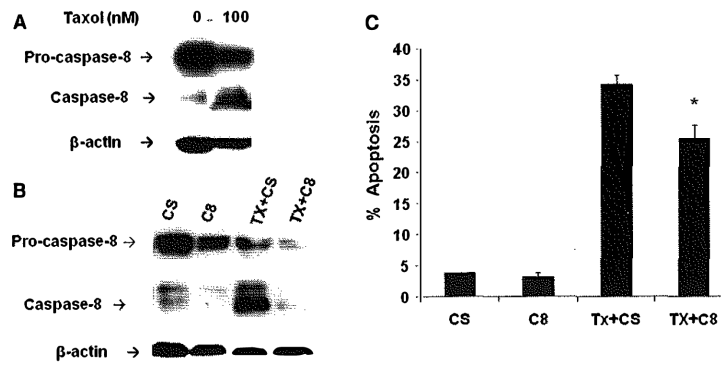 A
Taxol (nM) 0 100
Pro-caspase-8 →
Caspase-8 →
β-actin →
B
CS C8 TX+CS TX+C8
Pro-caspase-8 →
Caspase-8 →
β-actin →
C
% Apoptosis
40
35
30
25
20
15
10
5
0
*
CS C8 Tx+CS TX+C8